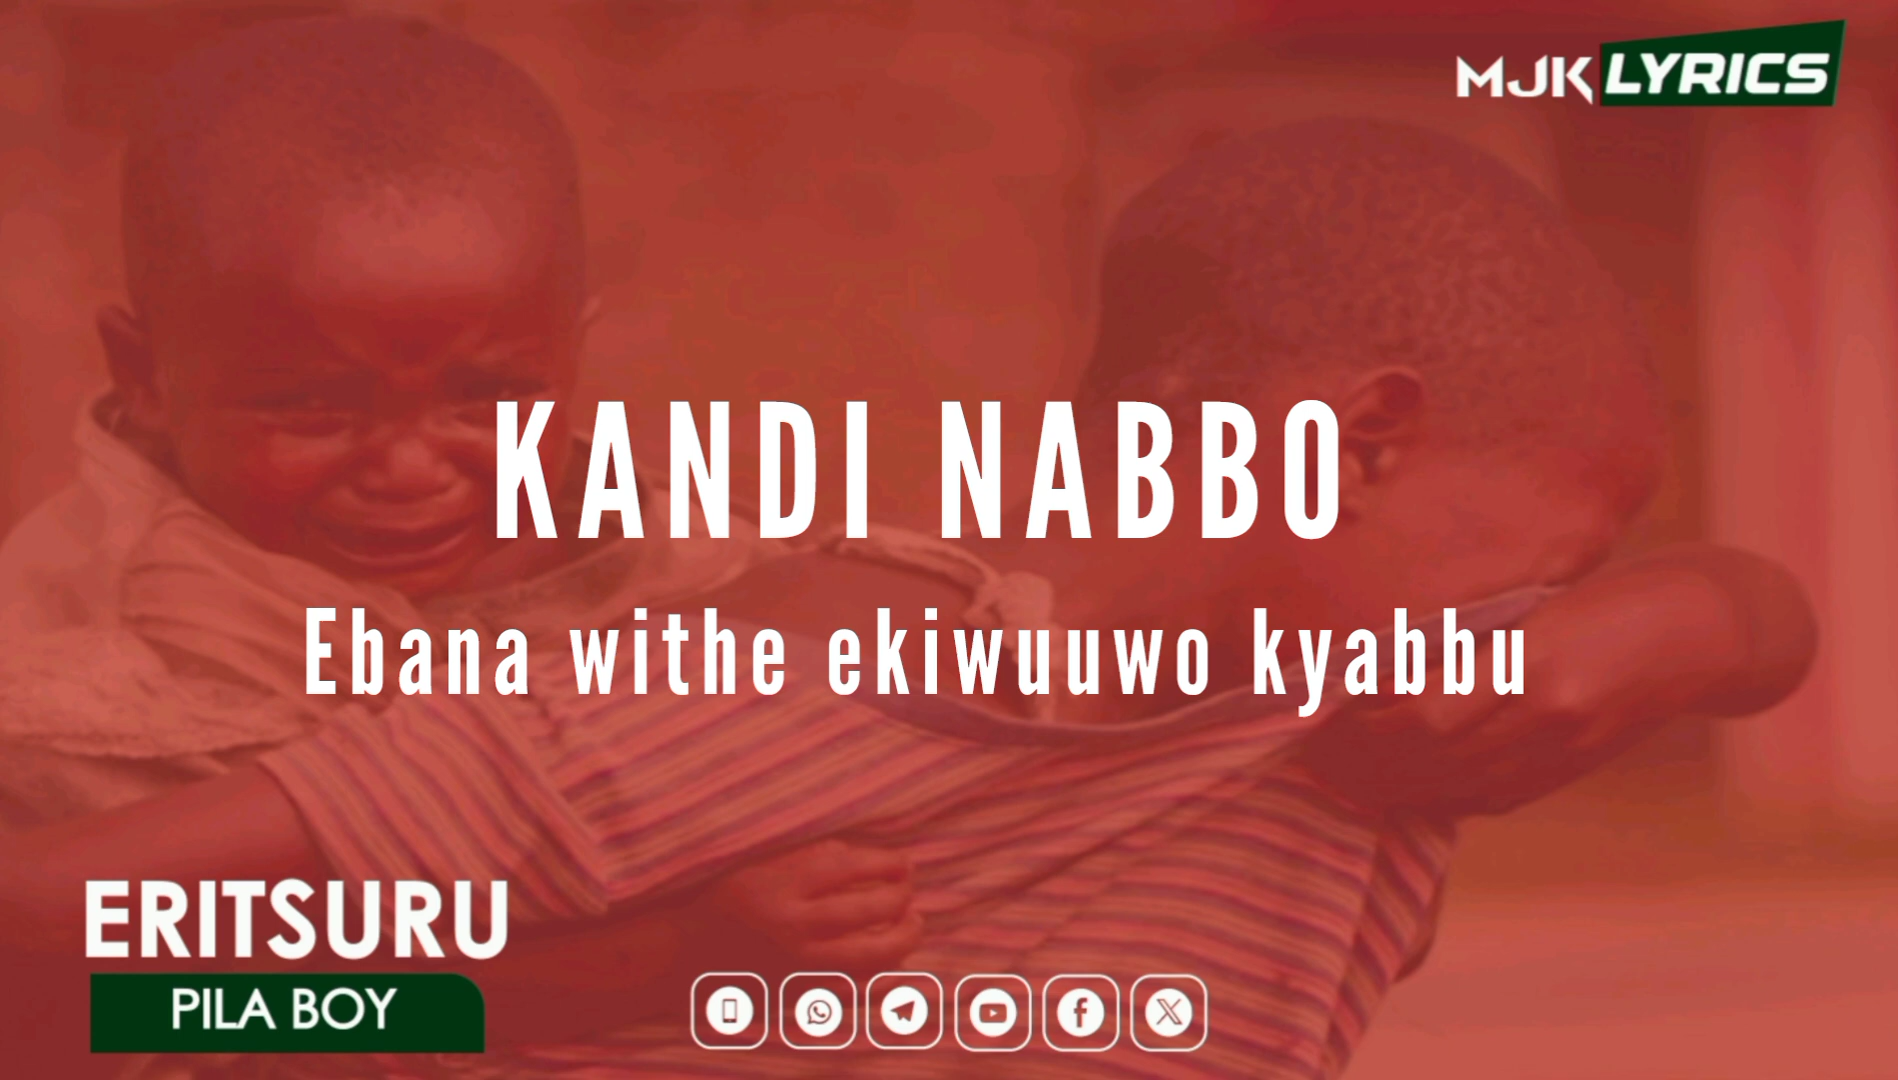 MJK LYRICS
KANDI NABBO
Ebana withe ekiwuuwo kyabbu
ERITSURU
PILA BOY